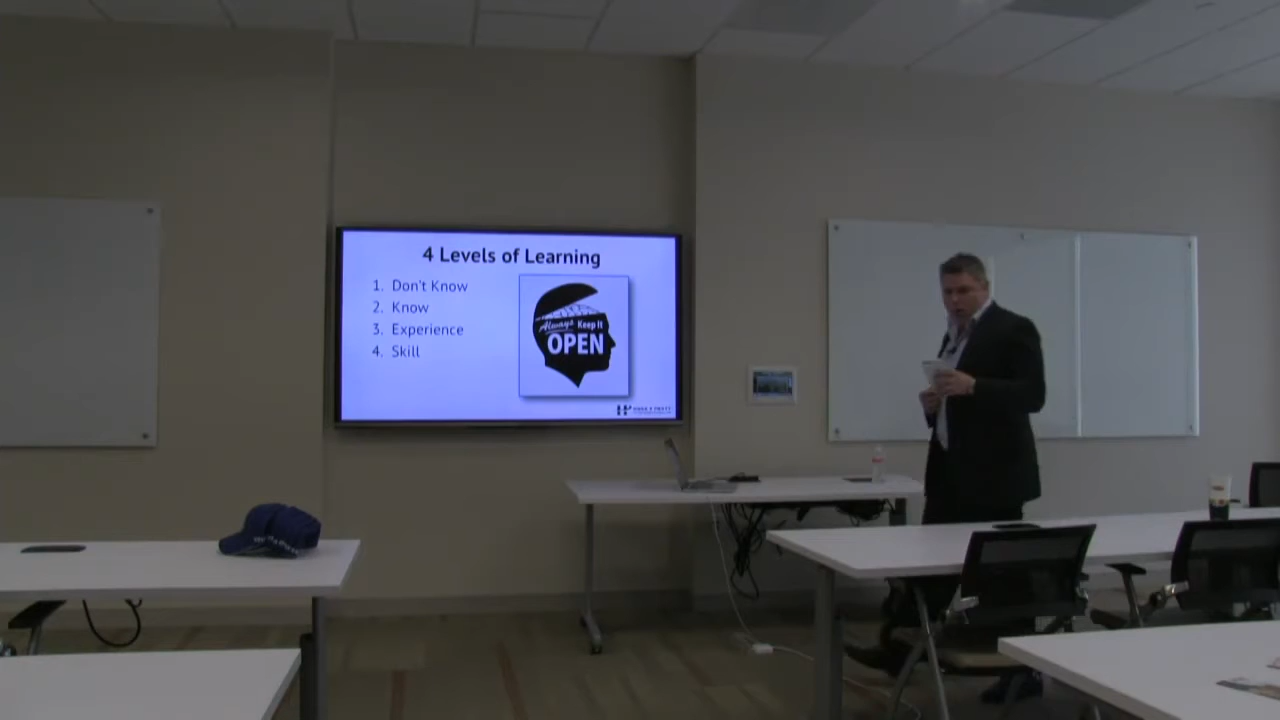 4 Levels of Learning
1. Don't Know
2. Know
3. Experience
4. Skill
Always Keep It
OPEN